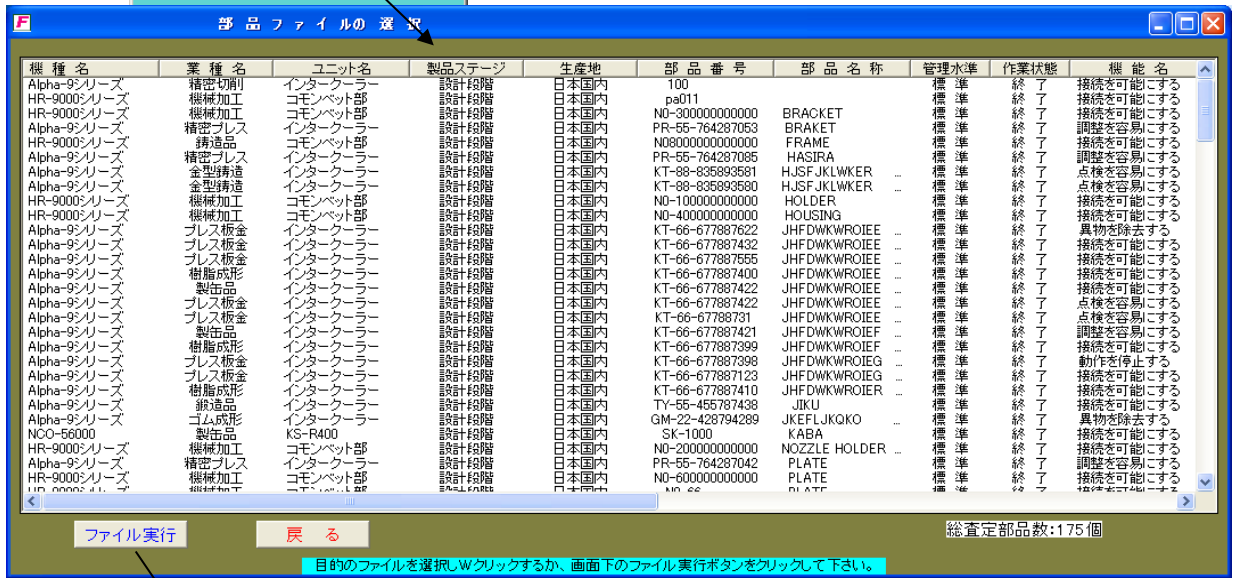 F 部品ファイルの選択
機種名 業種名 ユニット名 製品ステージ 生産地 部品番号 部品名称 管理水準 作業状態 機能名
Alpha-9シリーズ 精密切削 インタークーラー 設計段階 日本国内 100 標準 終了 接続を可能にする
HR-9000シリーズ 機械加工 コモンベット部 設計段階 日本国内 pa011 標準 終了 接続を可能にする
HR-9000シリーズ 機械加工 コモンベット部 設計段階 日本国内 N0-300000000000 BRACKET 標準 終了 接続を可能にする
Alpha-9シリーズ 精密プレス インタークーラー 設計段階 日本国内 PR-55-764287053 BRAKET 標準 終了 調整を容易にする
HR-9000シリーズ 鋳造品 コモンベット部 設計段階 日本国内 N08000000000000 FRAME 標準 終了 接続を可能にする
Alpha-9シリーズ 精密プレス インタークーラー 設計段階 日本国内 PR-55-764287085 HASIRA 標準 終了 調整を容易にする
Alpha-9シリーズ 金型鋳造 インタークーラー 設計段階 日本国内 KT-88-835893581 HJSFJKLWKER ... 標準 終了 点検を容易にする
Alpha-9シリーズ 金型鋳造 インタークーラー 設計段階 日本国内 KT-88-835893580 HJSFJKLWKER ... 標準 終了 点検を容易にする
HR-9000シリーズ 機械加工 コモンベット部 設計段階 日本国内 N0-100000000000 HOLDER 標準 終了 接続を可能にする
HR-9000シリーズ 機械加工 コモンベット部 設計段階 日本国内 N0-400000000000 HOUSING 標準 終了 接続を可能にする
Alpha-9シリーズ プレス板金 インタークーラー 設計段階 日本国内 KT-66-677887622 JHFDWKWROIEE ... 標準 終了 異物を除去する
Alpha-9シリーズ プレス板金 インタークーラー 設計段階 日本国内 KT-66-677887432 JHFDWKWROIEE ... 標準 終了 接続を可能にする
Alpha-9シリーズ プレス板金 インタークーラー 設計段階 日本国内 KT-66-677887555 JHFDWKWROIEE ... 標準 終了 接続を可能にする
Alpha-9シリーズ 樹脂成形 インタークーラー 設計段階 日本国内 KT-66-677887400 JHFDWKWROIEE ... 標準 終了 接続を可能にする
Alpha-9シリーズ 製缶品 インタークーラー 設計段階 日本国内 KT-66-677887422 JHFDWKWROIEE ... 標準 終了 接続を可能にする
Alpha-9シリーズ プレス板金 インタークーラー 設計段階 日本国内 KT-66-677887422 JHFDWKWROIEE ... 標準 終了 点検を容易にする
Alpha-9シリーズ プレス板金 インタークーラー 設計段階 日本国内 KT-66-67788731 JHFDWKWROIEE ... 標準 終了 点検を容易にする
Alpha-9シリーズ 製缶品 インタークーラー 設計段階 日本国内 KT-66-677887421 JHFDWKWROIEF ... 標準 終了 調整を容易にする
Alpha-9シリーズ 樹脂成形 インタークーラー 設計段階 日本国内 KT-66-677887399 JHFDWKWROIEF ... 標準 終了 接続を可能にする
Alpha-9シリーズ プレス板金 インタークーラー 設計段階 日本国内 KT-66-677887398 JHFDWKWROIEG ... 標準 終了 動作を停止する
Alpha-9シリーズ プレス板金 インタークーラー 設計段階 日本国内 KT-66-677887123 JHFDWKWROIEG ... 標準 終了 接続を可能にする
Alpha-9シリーズ 樹脂成形 インタークーラー 設計段階 日本国内 KT-66-677887410 JHFDWKWROIER ... 標準 終了 接続を可能にする
Alpha-9シリーズ 鍛造品 インタークーラー 設計段階 日本国内 TY-55-455787438 JIKU 標準 終了 接続を可能にする
Alpha-9シリーズ ゴム成形 インタークーラー 設計段階 日本国内 GM-22-428794289 JKEFLJKQKO ... 標準 終了 異物を除去する
NCO-56000 製缶品 KS-R400 設計段階 日本国内 SK-1000 KABA 標準 終了 接続を可能にする
HR-9000シリーズ 機械加工 コモンベット部 設計段階 日本国内 N0-200000000000 NOZZLE HOLDER ... 標準 終了 接続を可能にする
Alpha-9シリーズ 精密プレス インタークーラー 設計段階 日本国内 PR-55-764287042 PLATE 標準 終了 調整を容易にする
HR-9000シリーズ 機械加工 コモンベット部 設計段階 日本国内 N0-600000000000 PLATE 標準 終了 接続を可能にする
ファイル実行 戻る 総査定部品数:175個
目的のファイルを選択しWクリックするか、画面下のファイル実行ボタンをクリックして下さい。